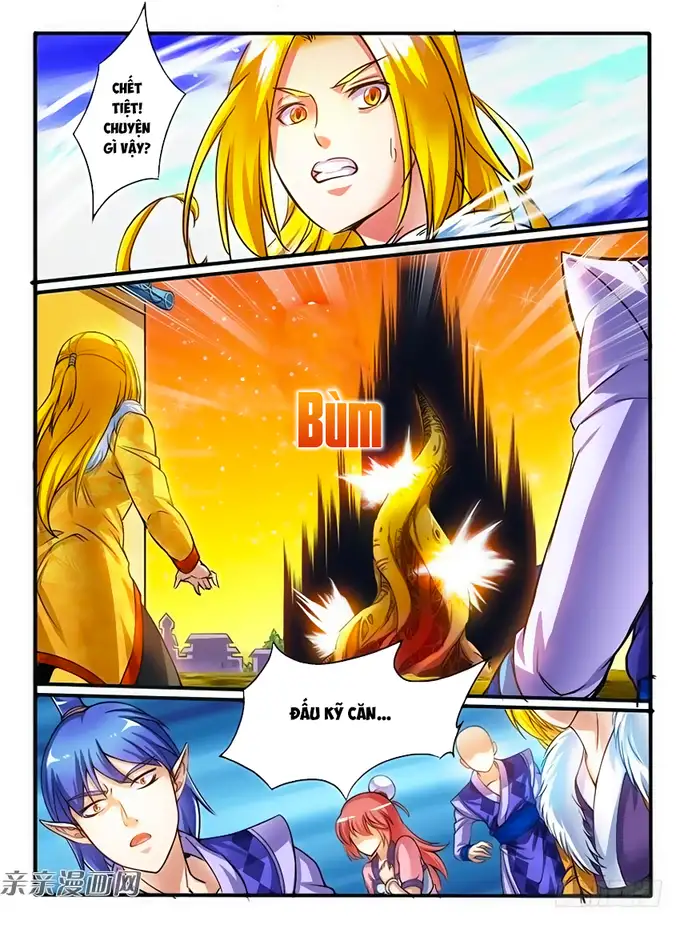 CHẾT
TIỆT!
CHUYỆN
GÌ VẬY?
BÙM
ĐẤU KỸ CĂN...
亲亲漫画网